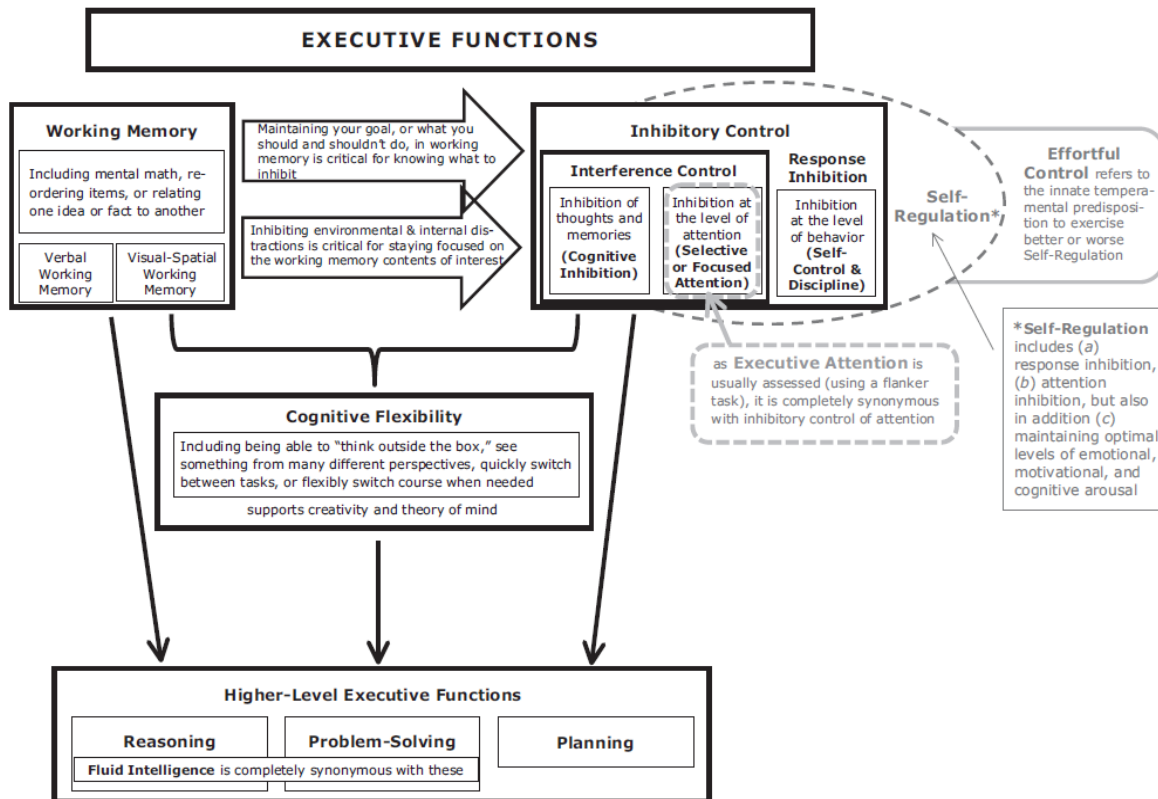 EXECUTIVE FUNCTIONS
Working Memory
Including mental math, re-
ordering items, or relating
one idea or fact to another
Verbal
Working
Memory
Visual-Spatial
Working
Memory
Maintaining your goal, or what you
should and shouldn't do, in working
memory is critical for knowing what to
inhibit
Inhibiting environmental & internal dis-
tractions is critical for staying focused on
the working memory contents of interest
Inhibitory Control
Interference Control
Inhibition of
thoughts and
memories
(Cognitive
Inhibition)
Inhibition at
the level of
attention
(Selective
or Focused
Attention)
Response
Inhibition
Inhibition
at the level
of behavior
(Self-
Control &
Discipline)
Self-
Regulation*
Effortful
Control refers to
the innate tempera-
mental predisposi-
tion to exercise
better or worse
Self-Regulation
as Executive Attention is
usually assessed (using a flanker
task), it is completely synonymous
with inhibitory control of attention
*Self-Regulation
includes (a)
response inhibition,
(b) attention
inhibition, but also
in addition (c)
maintaining optimal
levels of emotional,
motivational, and
cognitive arousal
Cognitive Flexibility
Including being able to "think outside the box," see
something from many different perspectives, quickly switch
between tasks, or flexibly switch course when needed
supports creativity and theory of mind
Higher-Level Executive Functions
Reasoning
Problem-Solving
Planning
Fluid Intelligence is completely synonymous with these